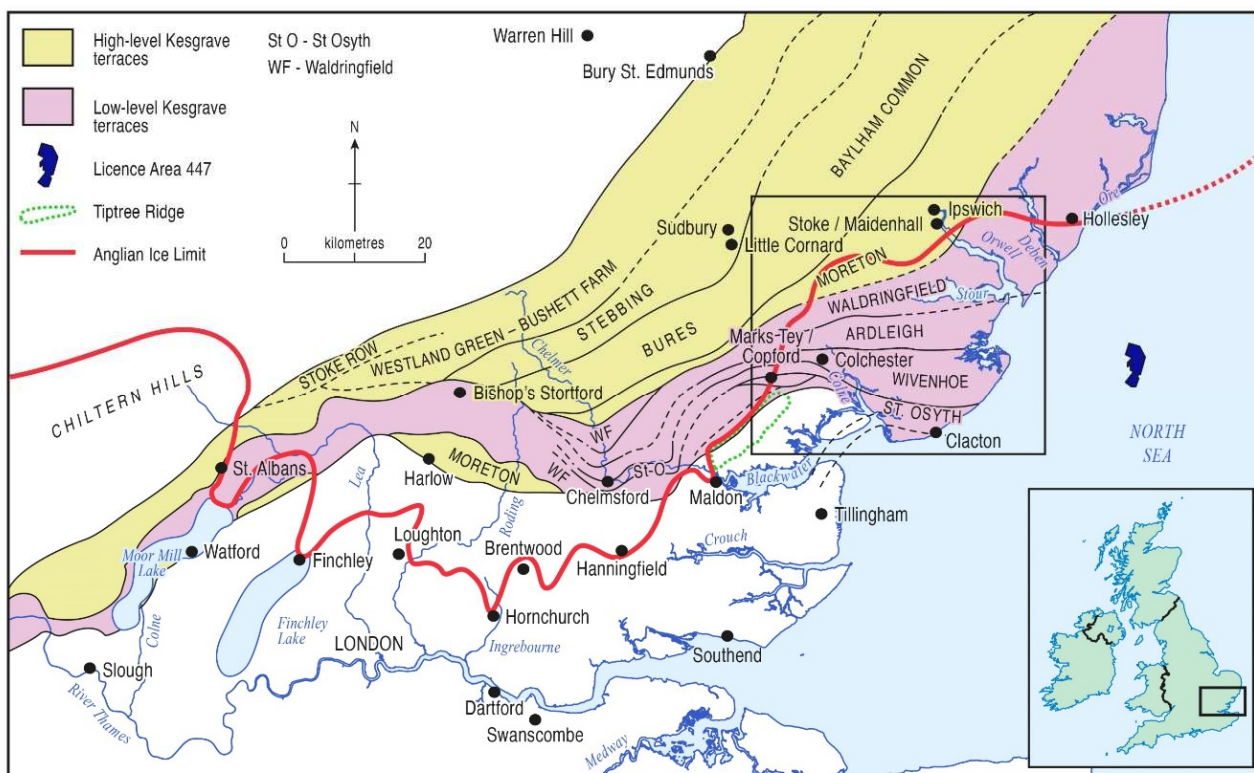 High-level Kesgrave
terraces
Low-level Kesgrave
terraces
Licence Area 447
Tiptree Ridge
Anglian Ice Limit
St O - St Osyth
WF - Waldringfield
N
0
kilometres
20
Warren Hill
Bury St. Edmunds
BAYLHAM COMMON
Sudbury
Little Cornard
Ipswich
Stoke / Maidenhall
Hollesley
Ore
Deben
Orwell
Stour
MORETON
WALDRINGFIELD
ARDLEIGH
Marks Tey /
Copford
Colchester
Colne
WIVENHOE
ST. OSYTH
Clacton
NORTH
SEA
STOKE ROW
WESTLAND GREEN - BUSHETT FARM
STEBBING
BURES
Chelmer
CHILTERN HILLS
Bishop's Stortford
WF
WF
St-O
St. Albans
Lea
Harlow
MORETON
Roding
Chelmsford
Maldon
Blackwater
Tillingham
Moor Mill
Lake
Watford
Finchley
Loughton
Brentwood
Hanningfield
Crouch
Colne
Finchley
Lake
Hornchurch
LONDON
Ingrebourne
Southend
Slough
River Thames
Dartford
Swanscombe
Medway